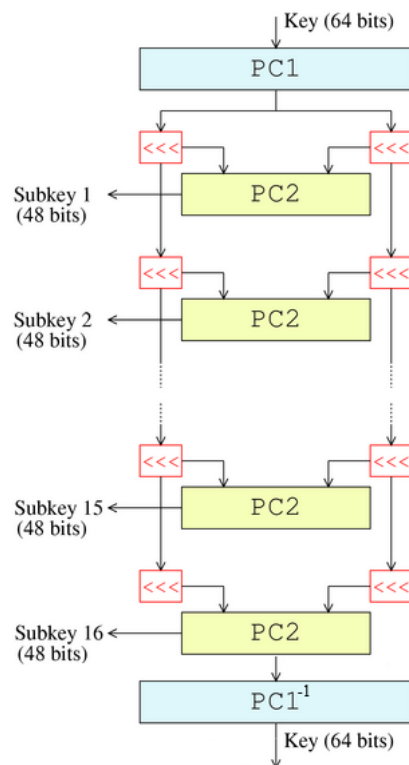 Key (64 bits)
PC1
<<< <<<
Subkey 1
(48 bits)
PC2
<<< <<<
Subkey 2
(48 bits)
PC2
<<< <<<
Subkey 15
(48 bits)
PC2
<<< <<<
Subkey 16
(48 bits)
PC2
PC1⁻¹
Key (64 bits)